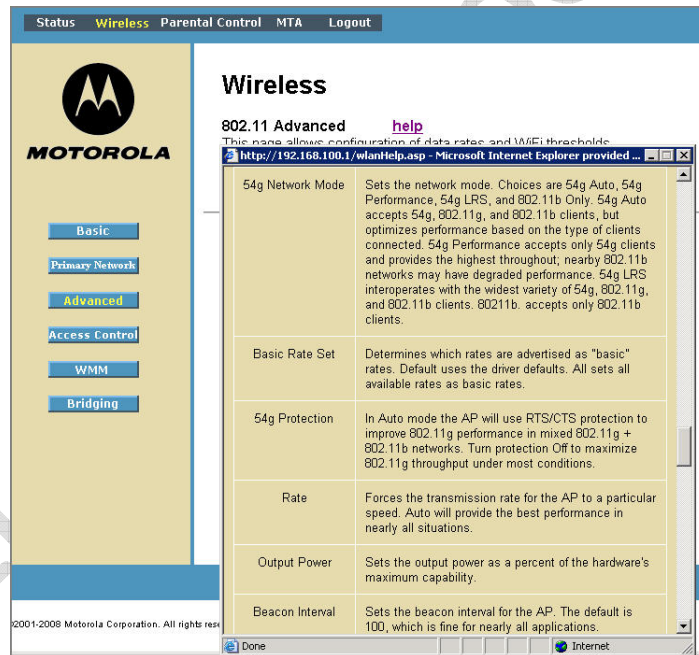 Status Wireless Parental Control MTA Logout
MOTOROLA
Basic
Primary Network
Advanced
Access Control
WMM
Bridging
Wireless
802.11 Advanced help
This page allows configuration of data rates and WiFi thresholds
http://192.168.100.1/wlanHelp.asp - Microsoft Internet Explorer provided ...
54g Network Mode
Sets the network mode. Choices are 54g Auto, 54g
Performance, 54g LRS, and 802.11b Only. 54g Auto
accepts 54g, 802.11g, and 802.11b clients, but
optimizes performance based on the type of clients
connected. 54g Performance accepts only 54g clients
and provides the highest throughout; nearby 802.11b
networks may have degraded performance. 54g LRS
interoperates with the widest variety of 54g, 802.11g,
and 802.11b clients. 80211b. accepts only 802.11b
clients.
Basic Rate Set
Determines which rates are advertised as "basic"
rates. Default uses the driver defaults. All sets all
available rates as basic rates.
54g Protection
In Auto mode the AP will use RTS/CTS protection to
improve 802.11g performance in mixed 802.11g +
802.11b networks. Turn protection Off to maximize
802.11g throughput under most conditions.
Rate
Forces the transmission rate for the AP to a particular
speed. Auto will provide the best performance in
nearly all situations.
Output Power
Sets the output power as a percent of the hardware's
maximum capability.
Beacon Interval
Sets the beacon interval for the AP. The default is
100, which is fine for nearly all applications.
Done
Internet
2001-2008 Motorola Corporation. All rights